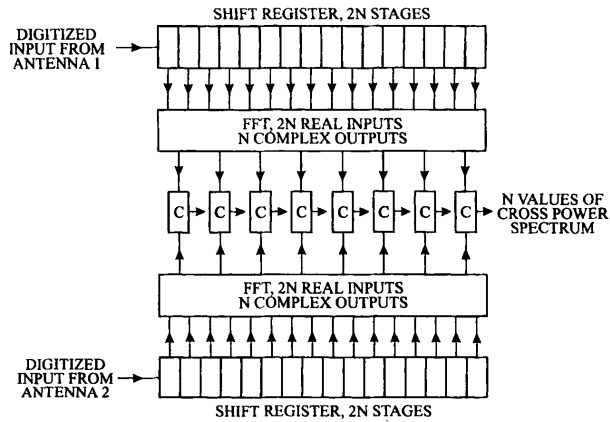 SHIFT REGISTER, 2N STAGES
DIGITIZED
INPUT FROM
ANTENNA 1
FFT, 2N REAL INPUTS
N COMPLEX OUTPUTS
C C C C C C C C
N VALUES OF
CROSS POWER
SPECTRUM
FFT, 2N REAL INPUTS
N COMPLEX OUTPUTS
DIGITIZED
INPUT FROM
ANTENNA 2
SHIFT REGISTER, 2N STAGES